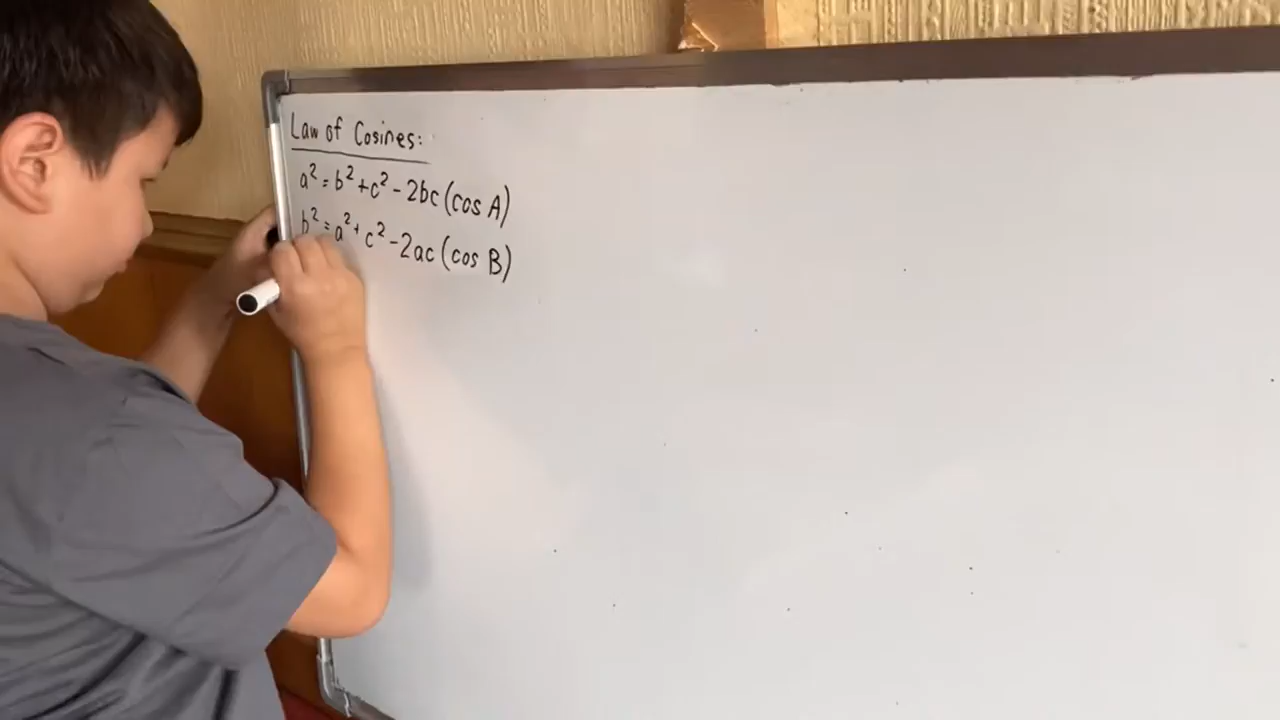 Law of Cosines:
a² = b² + c² - 2bc (cos A)
b² = a² + c² - 2ac (cos B)